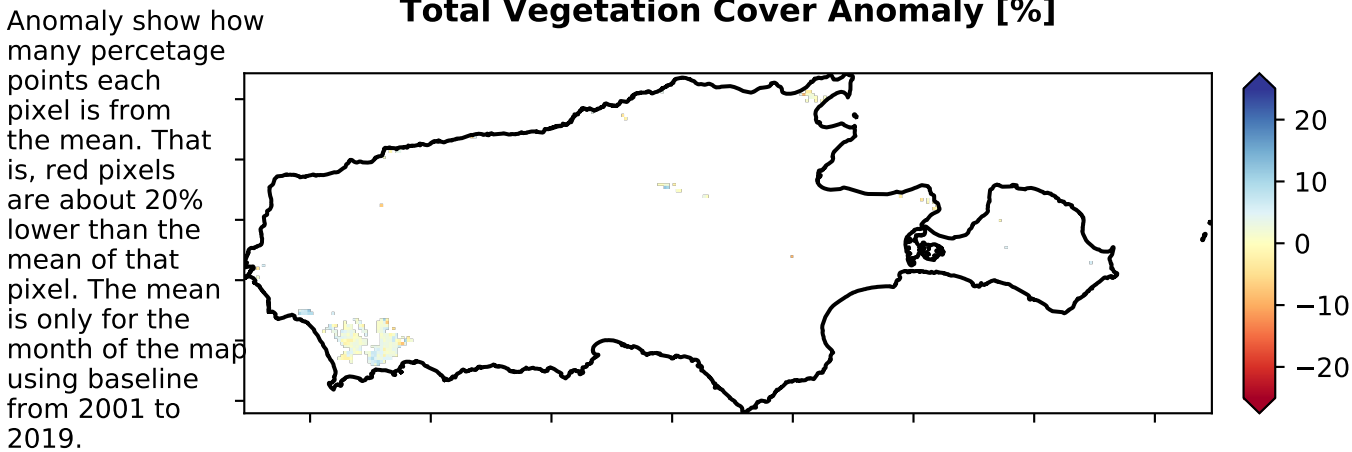 Total Vegetation Cover Anomaly [%]
Anomaly show how
many percetage
points each
pixel is from
the mean. That
is, red pixels
are about 20%
lower than the
mean of that
pixel. The mean
is only for the
month of the map
using baseline
from 2001 to
2019.
20
10
0
−10
−20